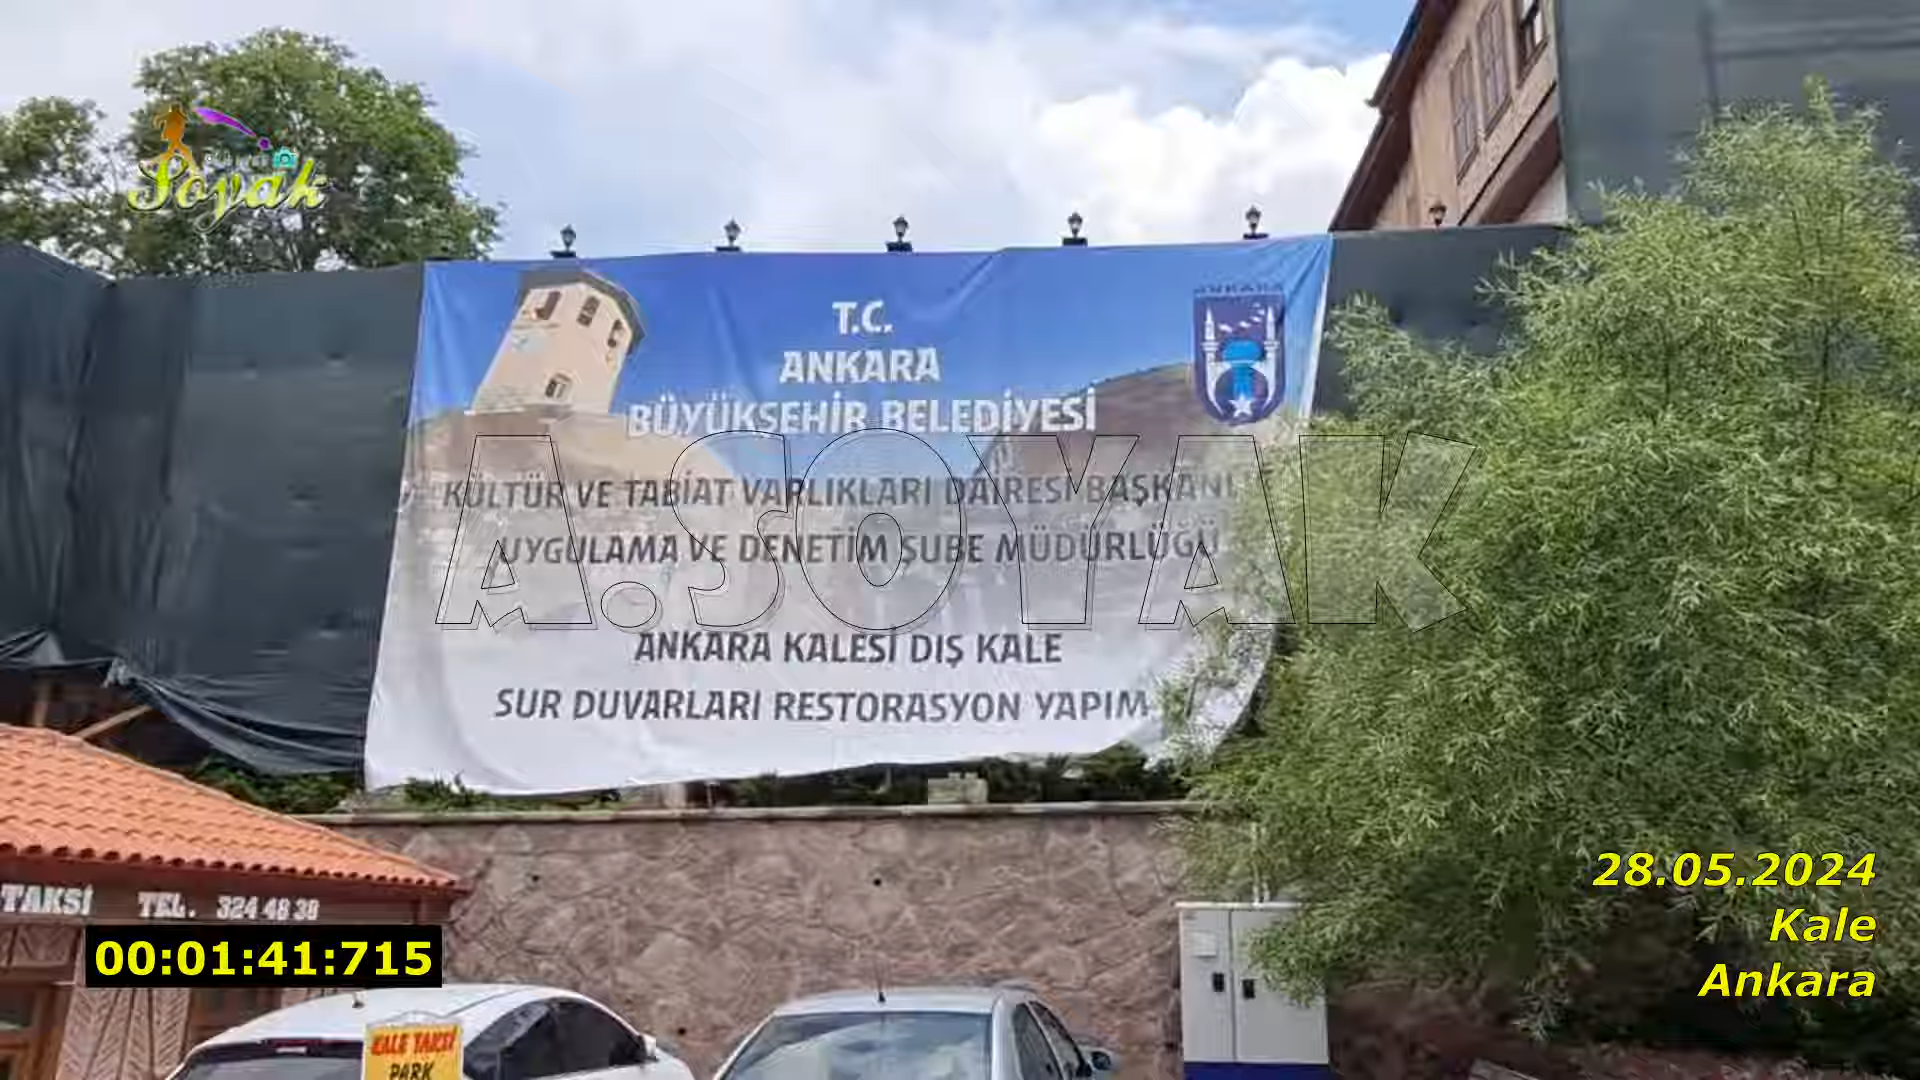 Soyak
ANKARA
T.C.
ANKARA
BÜYÜKŞEHİR BELEDİYESİ
KÜLTÜR VE TABİAT VARLIKLARI DAİRESİ BAŞKANLI
UYGULAMA VE DENETİM ŞUBE MÜDÜRLÜĞÜ
A.SOYAK
ANKARA KALESİ DIŞ KALE
SUR DUVARLARI RESTORASYON YAPIM
28.05.2024
Kale
Ankara
TAKSİ TEL. 324 48 38
00:01:41:715
KALE TAKSİ
PARK